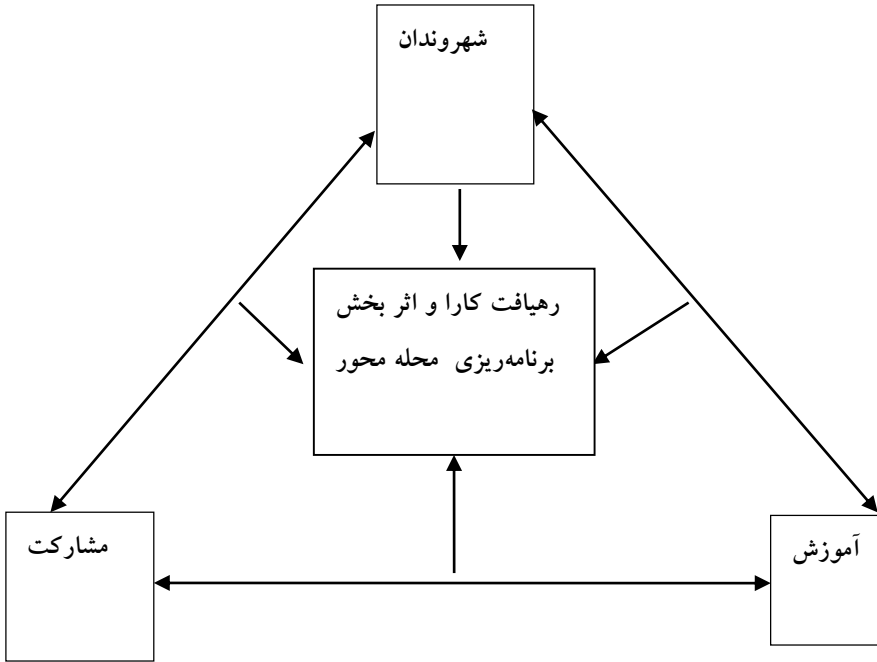 شهروندان
رهیافت کارا و اثر بخش
برنامه‌ریزی محله محور
مشارکت
آموزش